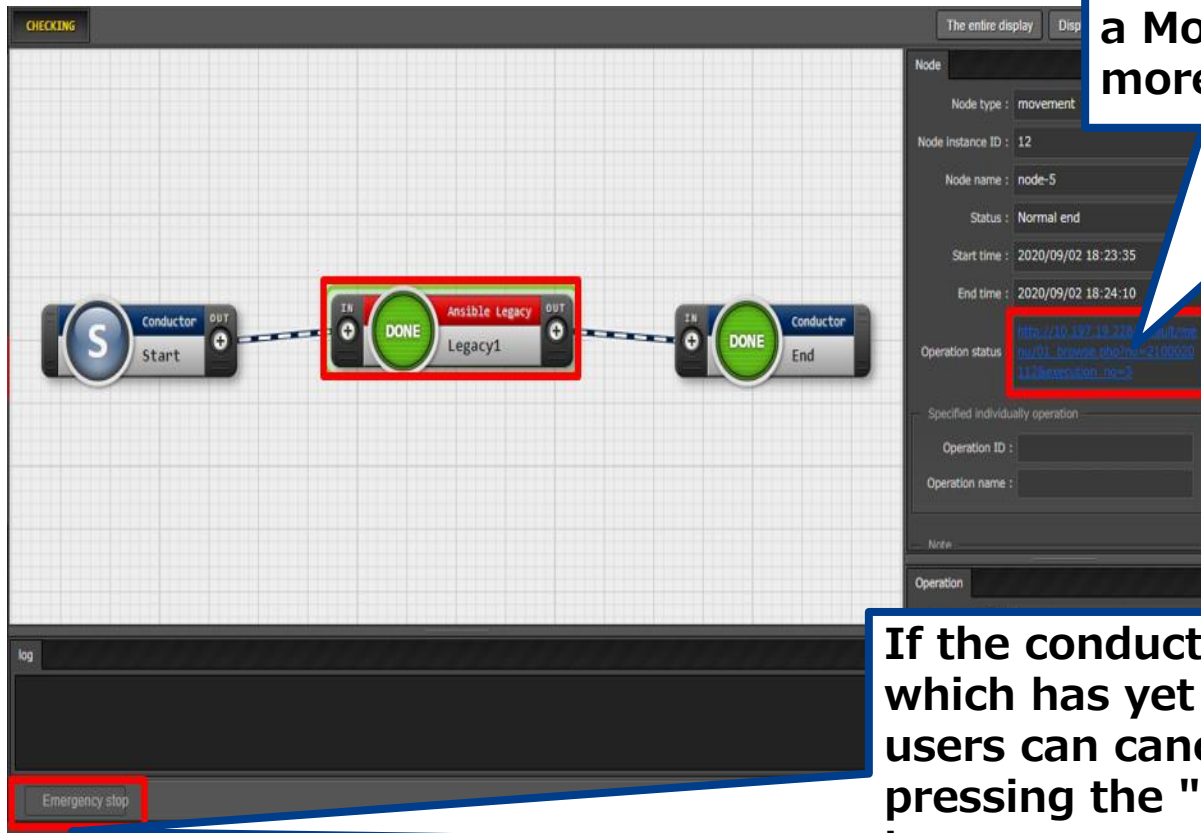 CHECKING
The entire display
Disp
a Mo
more
Node
Node type : movement
Node instance ID : 12
Node name : node-5
Status : Normal end
Start time : 2020/09/02 18:23:35
End time : 2020/09/02 18:24:10
Operation status
Specified individually operation
Operation ID :
Operation name :
Note
Operation
IN
Ansible Legacy
OUT
DONE
Legacy1
S
Conductor
OUT
Start
IN
DONE
Conductor
End
log
Emergency stop
If the conduct
which has yet
users can canc
pressing the "